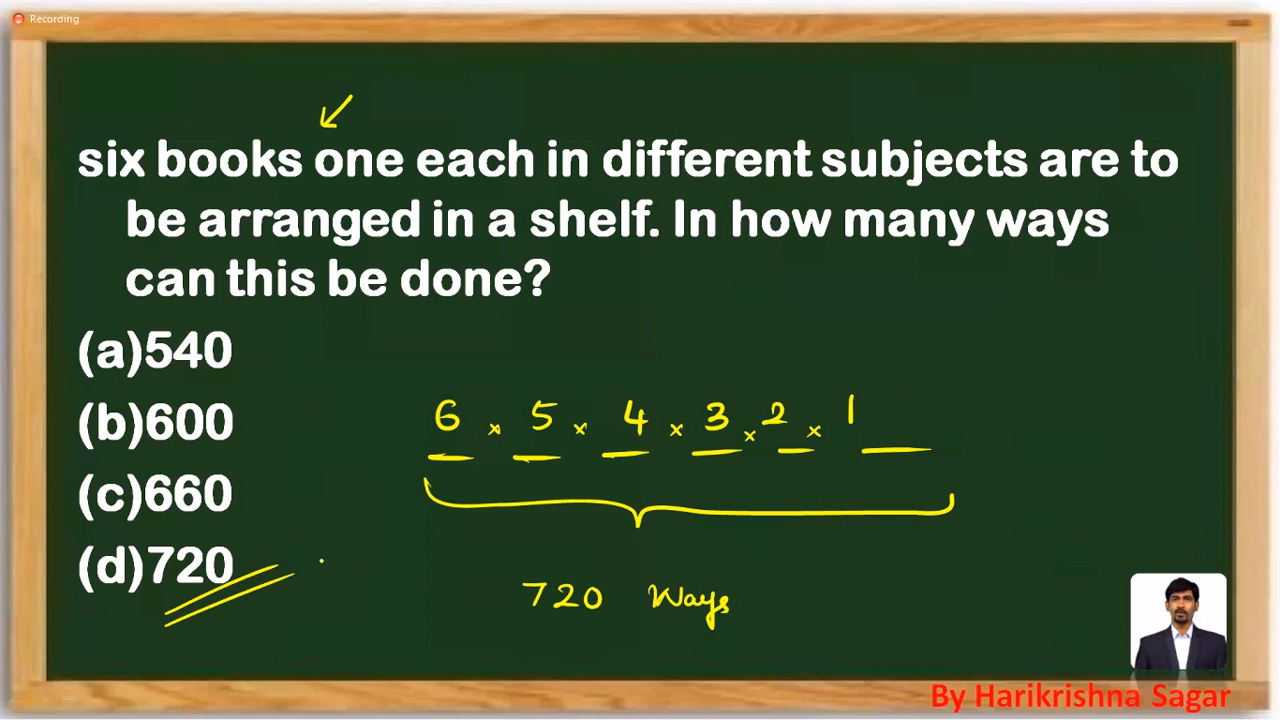 Recording
six books one each in different subjects are to
be arranged in a shelf. In how many ways
can this be done?
(a)540
(b)600
(c)660
(d)720
6 × 5 × 4 × 3 × 2 × 1
720 Ways
By Harikrishna Sagar